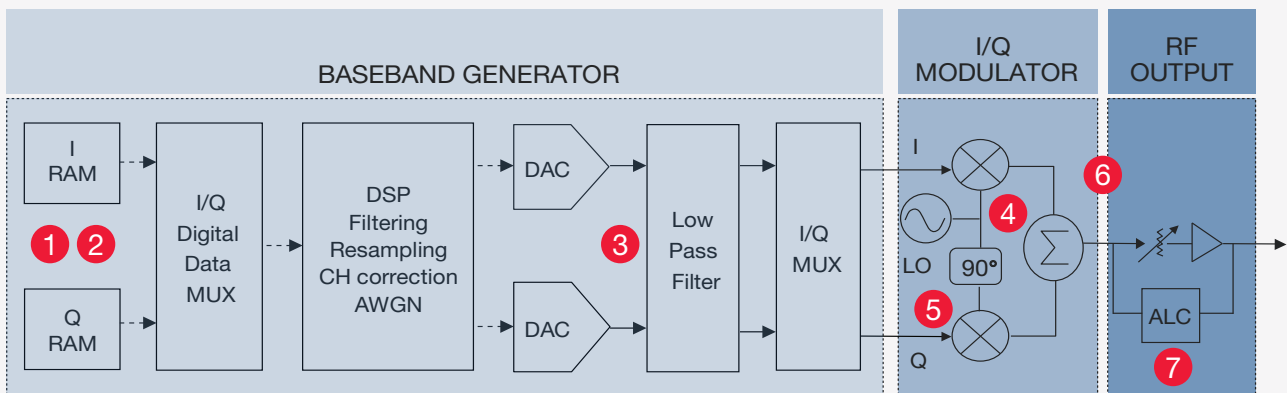 BASEBAND GENERATOR
I/Q
MODULATOR
RF
OUTPUT
I
RAM
1 2
Q
RAM
I/Q
Digital
Data
MUX
DSP
Filtering
Resampling
CH correction
AWGN
DAC
DAC
3
Low
Pass
Filter
I/Q
MUX
I
4
LO
90°
5
Q
Σ
6
ALC
7